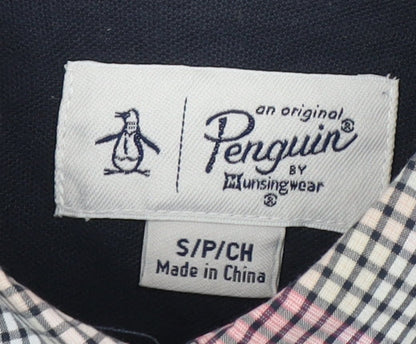 an original
Penguin®
BY
Munsingwear
®
S/P/CH
Made in China